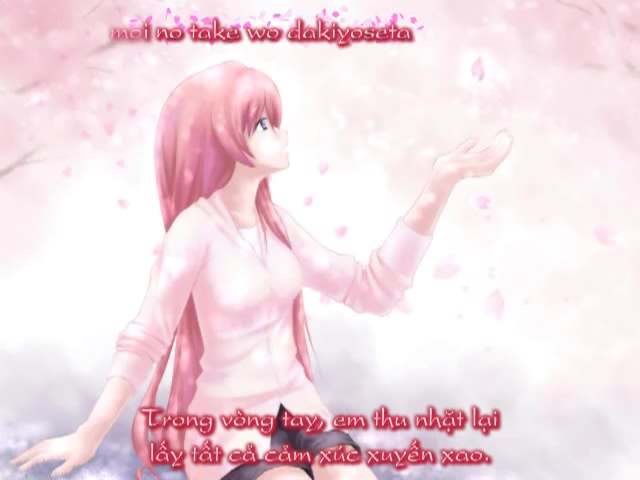 moi no take wo dakiyoseta
Trong vòng tay, em thu nhặt lại
lấy tất cả cảm xúc xuyến xao.